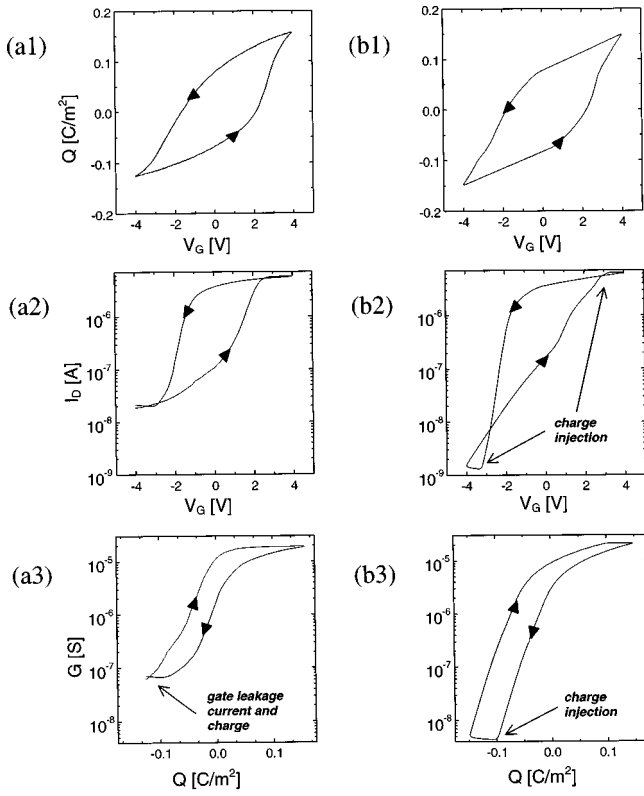 (a1)
Q [C/m²]
0.2
0.1
0.0
-0.1
-0.2
-4 -2 0 2 4
V_G [V]
(b1)
0.2
0.1
0.0
-0.1
-0.2
-4 -2 0 2 4
V_G [V]
(a2)
I_D [A]
10⁻⁶
10⁻⁷
10⁻⁸
10⁻⁹
-4 -2 0 2 4
V_G [V]
(b2)
10⁻⁶
10⁻⁷
10⁻⁸
10⁻⁹
charge
injection
-4 -2 0 2 4
V_G [V]
(a3)
G [S]
10⁻⁵
10⁻⁶
10⁻⁷
10⁻⁸
gate leakage
current and
charge
-0.1 0.0 0.1
Q [C/m²]
(b3)
10⁻⁵
10⁻⁶
10⁻⁷
10⁻⁸
charge
injection
-0.1 0.0 0.1
Q [C/m²]